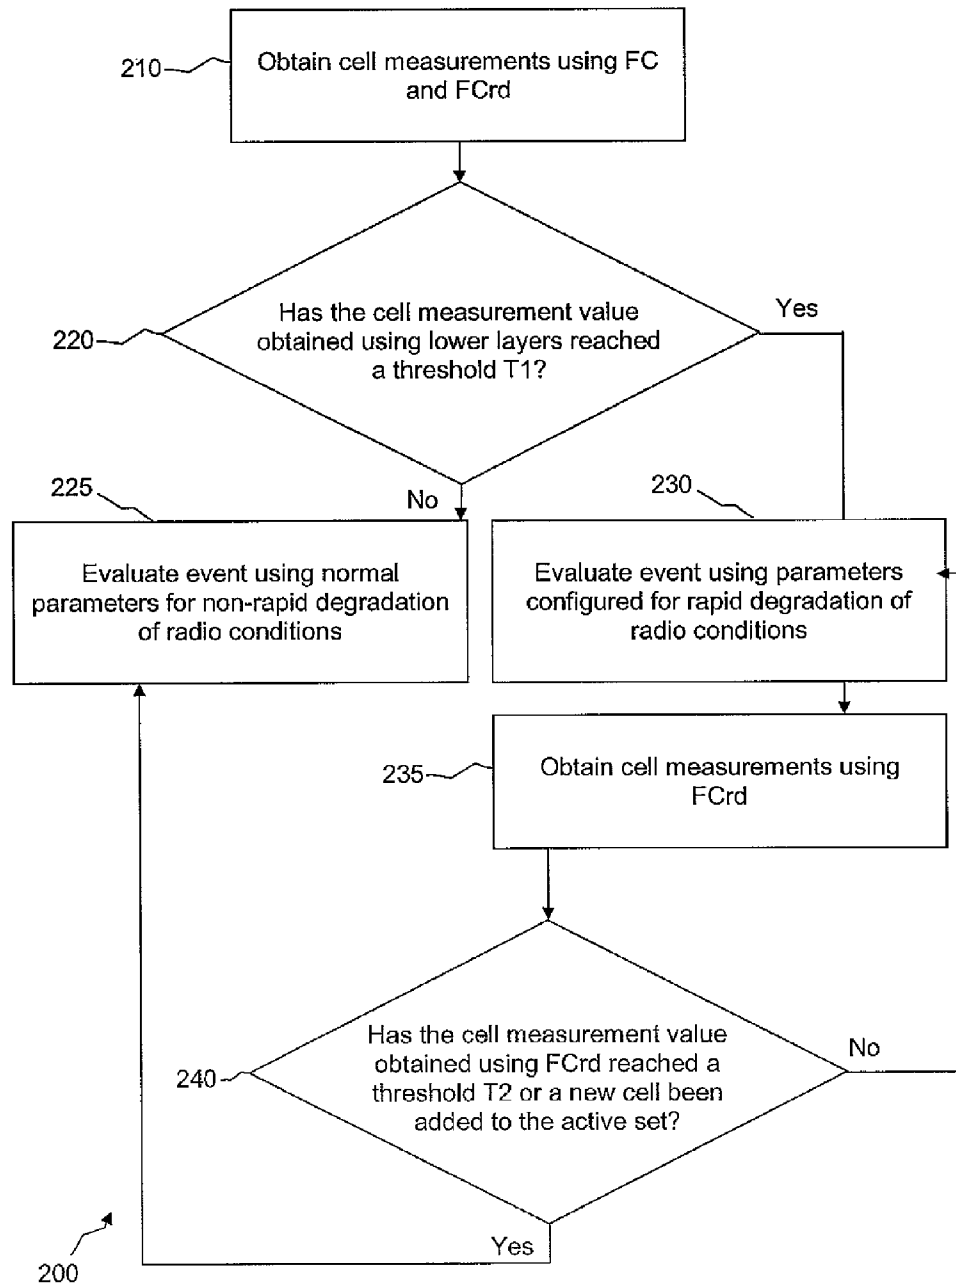 210
Obtain cell measurements using FC
and FCrd
Has the cell measurement value
obtained using lower layers reached
a threshold T1?
220
Yes
No
225
230
Evaluate event using normal
parameters for non-rapid degradation
of radio conditions
Evaluate event using parameters
configured for rapid degradation of
radio conditions
235
Obtain cell measurements using
FCrd
Has the cell measurement value
obtained using FCrd reached a
threshold T2 or a new cell been
added to the active set?
240
No
Yes
200